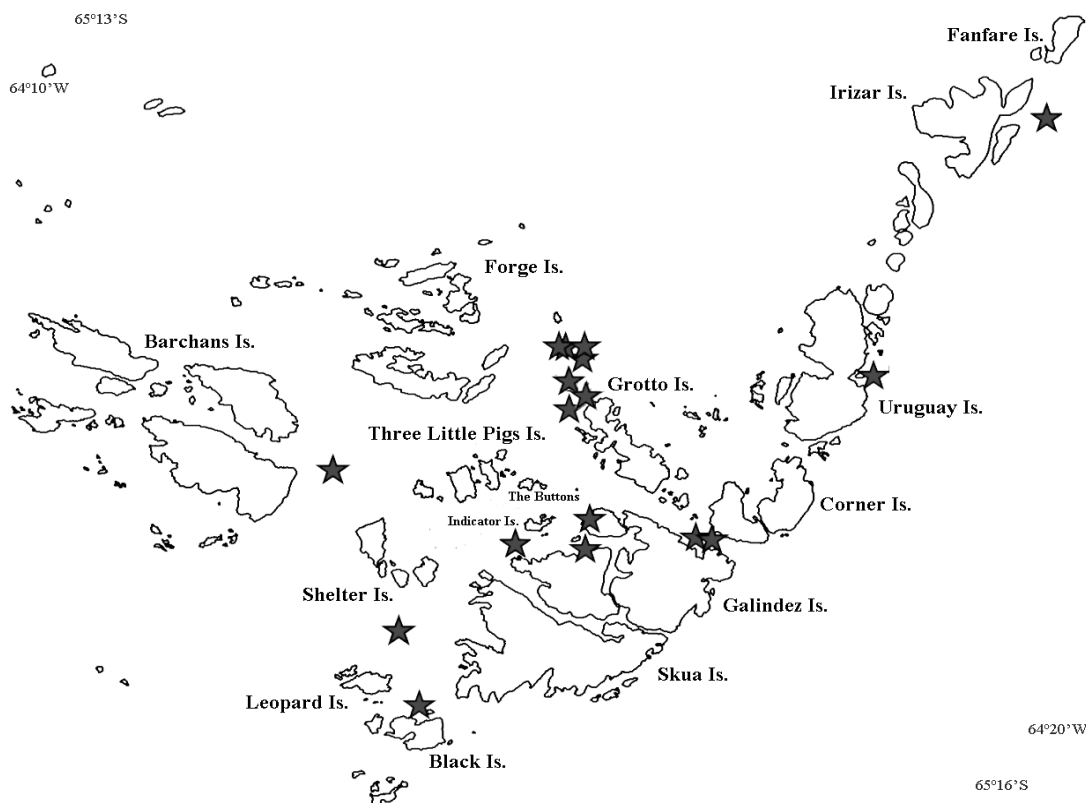 65°13'S
Fanfare Is.
64°10'W
Irizar Is.
Forge Is.
Barchans Is.
Grotto Is.
Uruguay Is.
Three Little Pigs Is.
The Buttons
Corner Is.
Indicator Is.
Shelter Is.
Galindez Is.
Skua Is.
Leopard Is.
64°20'W
Black Is.
65°16'S